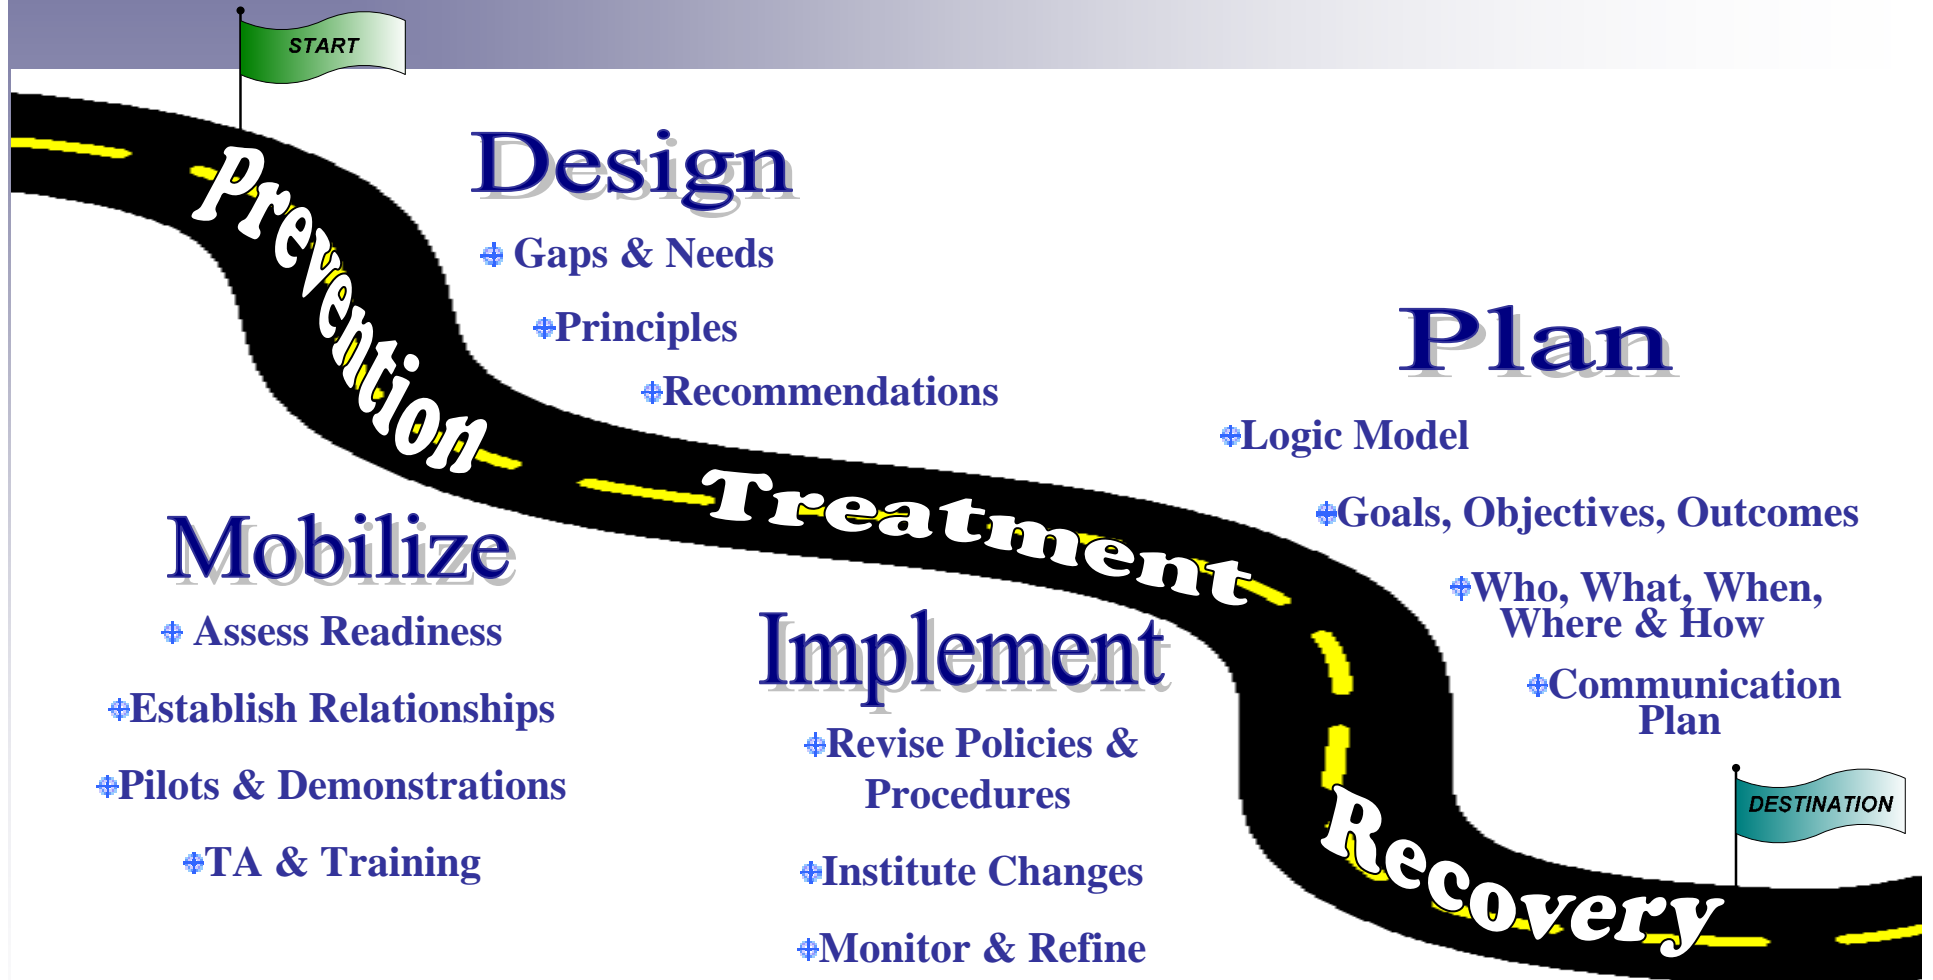 START
Prevention
Design
Gaps & Needs
Principles
Recommendations
Treatment
Mobilize
Assess Readiness
Establish Relationships
Pilots & Demonstrations
TA & Training
Implement
Revise Policies &
Procedures
Institute Changes
Monitor & Refine
Plan
Logic Model
Goals, Objectives, Outcomes
Who, What, When,
Where & How
Communication
Plan
Recovery
DESTINATION